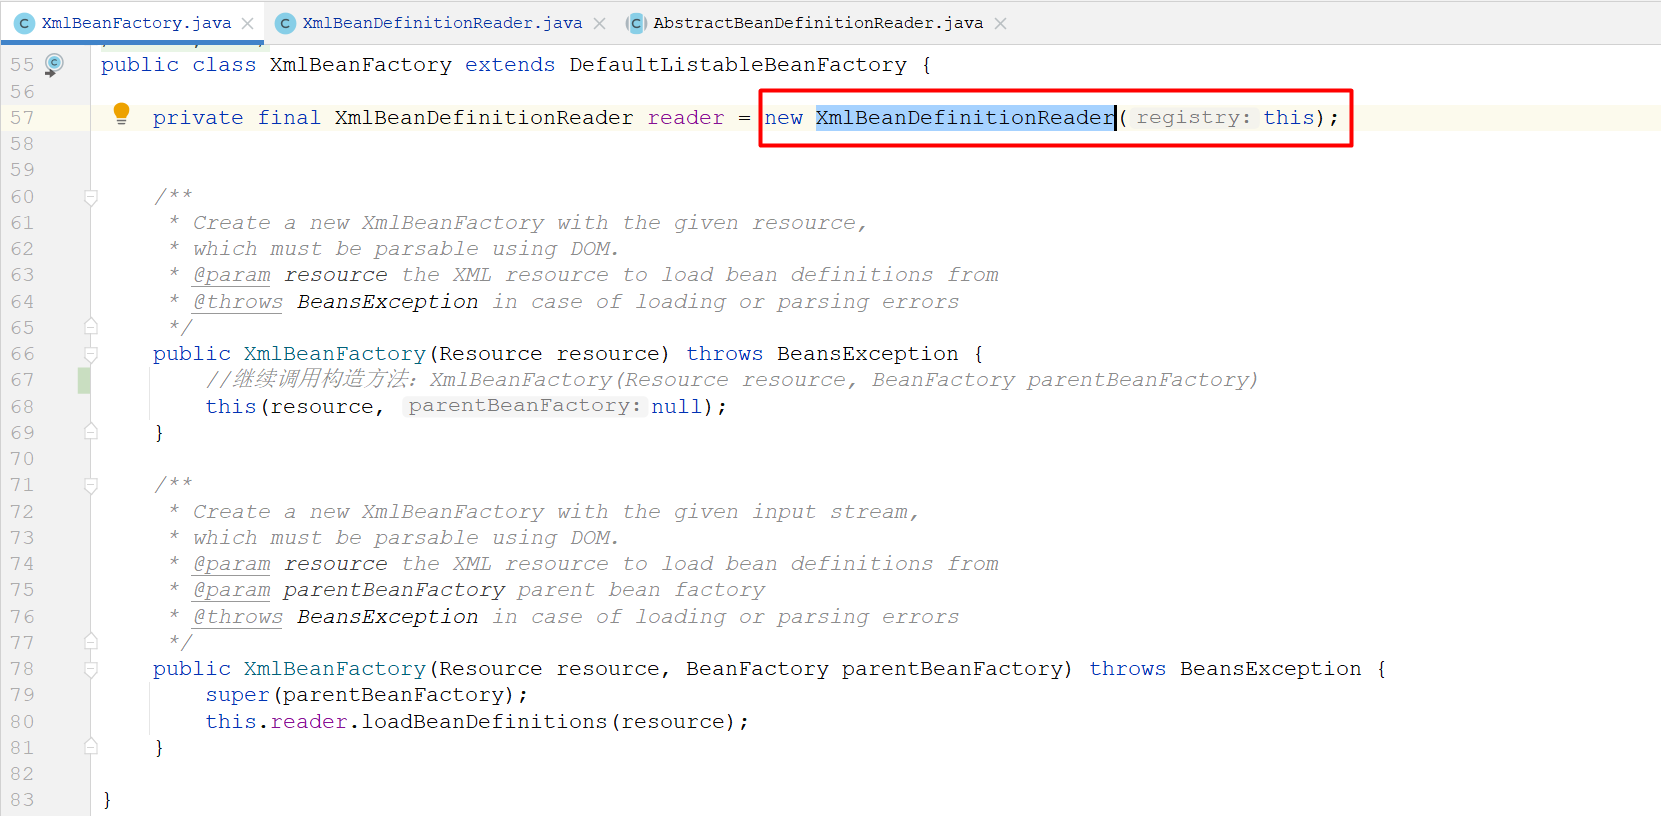 XmlBeanFactory.java XmlBeanDefinitionReader.java AbstractBeanDefinitionReader.java
55 public class XmlBeanFactory extends DefaultListableBeanFactory {
56
57 private final XmlBeanDefinitionReader reader = new XmlBeanDefinitionReader( registry: this);
58
59
60 /**
61 * Create a new XmlBeanFactory with the given resource,
62 * which must be parsable using DOM.
63 * @param resource the XML resource to load bean definitions from
64 * @throws BeansException in case of loading or parsing errors
65 */
66 public XmlBeanFactory(Resource resource) throws BeansException {
67 //继续调用构造方法：XmlBeanFactory(Resource resource, BeanFactory parentBeanFactory)
68 this(resource, parentBeanFactory: null);
69 }
70
71 /**
72 * Create a new XmlBeanFactory with the given input stream,
73 * which must be parsable using DOM.
74 * @param resource the XML resource to load bean definitions from
75 * @param parentBeanFactory parent bean factory
76 * @throws BeansException in case of loading or parsing errors
77 */
78 public XmlBeanFactory(Resource resource, BeanFactory parentBeanFactory) throws BeansException {
79 super(parentBeanFactory);
80 this.reader.loadBeanDefinitions(resource);
81 }
82
83 }